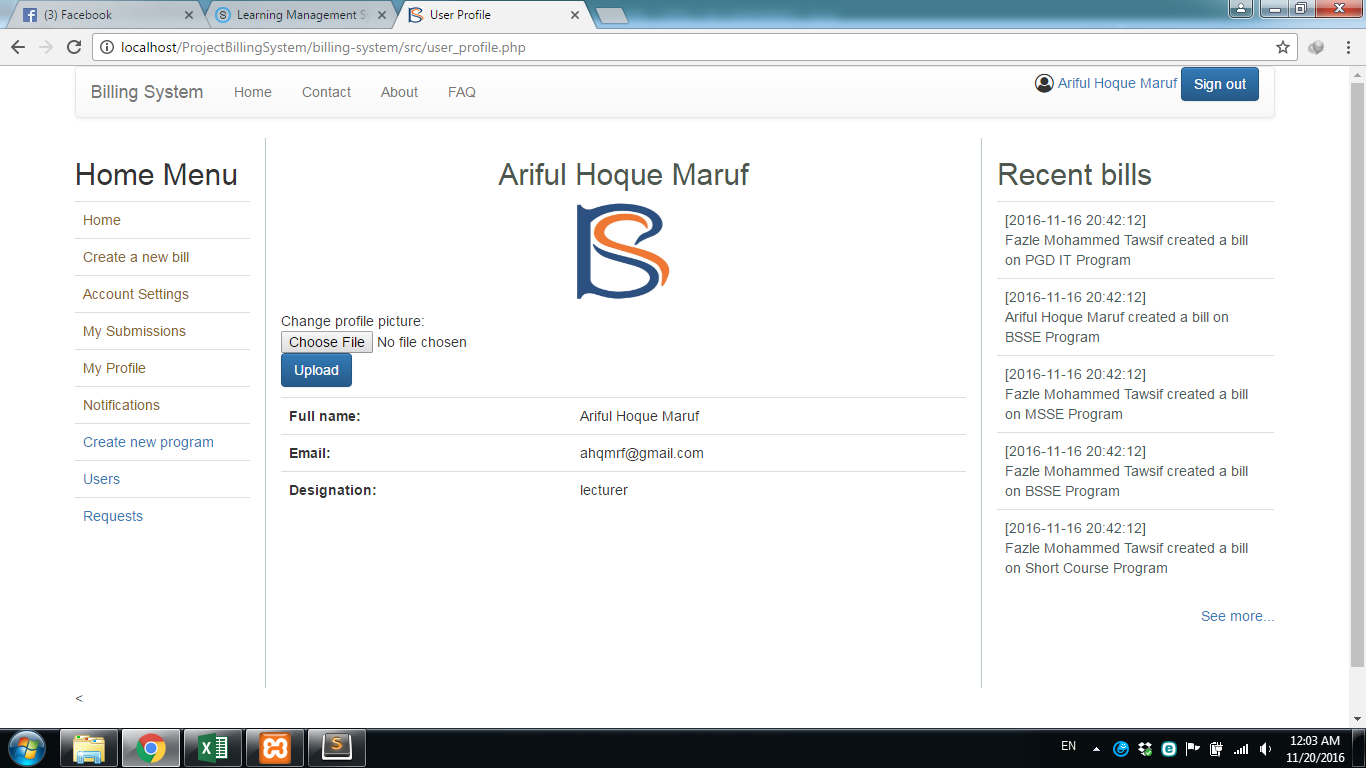 (3) Facebook
Learning Management S
User Profile
localhost/ProjectBillingSystem/billing-system/src/user_profile.php
Billing System
Home
Contact
About
FAQ
Ariful Hoque Maruf
Sign out
Home Menu
Home
Create a new bill
Account Settings
My Submissions
My Profile
Notifications
Create new program
Users
Requests
Ariful Hoque Maruf
BS
Change profile picture:
Choose File No file chosen
Upload
Full name: Ariful Hoque Maruf
Email: ahqmrf@gmail.com
Designation: lecturer
Recent bills
[2016-11-16 20:42:12]
Fazle Mohammed Tawsif created a bill
on PGD IT Program
[2016-11-16 20:42:12]
Ariful Hoque Maruf created a bill on
BSSE Program
[2016-11-16 20:42:12]
Fazle Mohammed Tawsif created a bill
on MSSE Program
[2016-11-16 20:42:12]
Fazle Mohammed Tawsif created a bill
on BSSE Program
[2016-11-16 20:42:12]
Fazle Mohammed Tawsif created a bill
on Short Course Program
See more...
<
EN
12:03 AM
11/20/2016